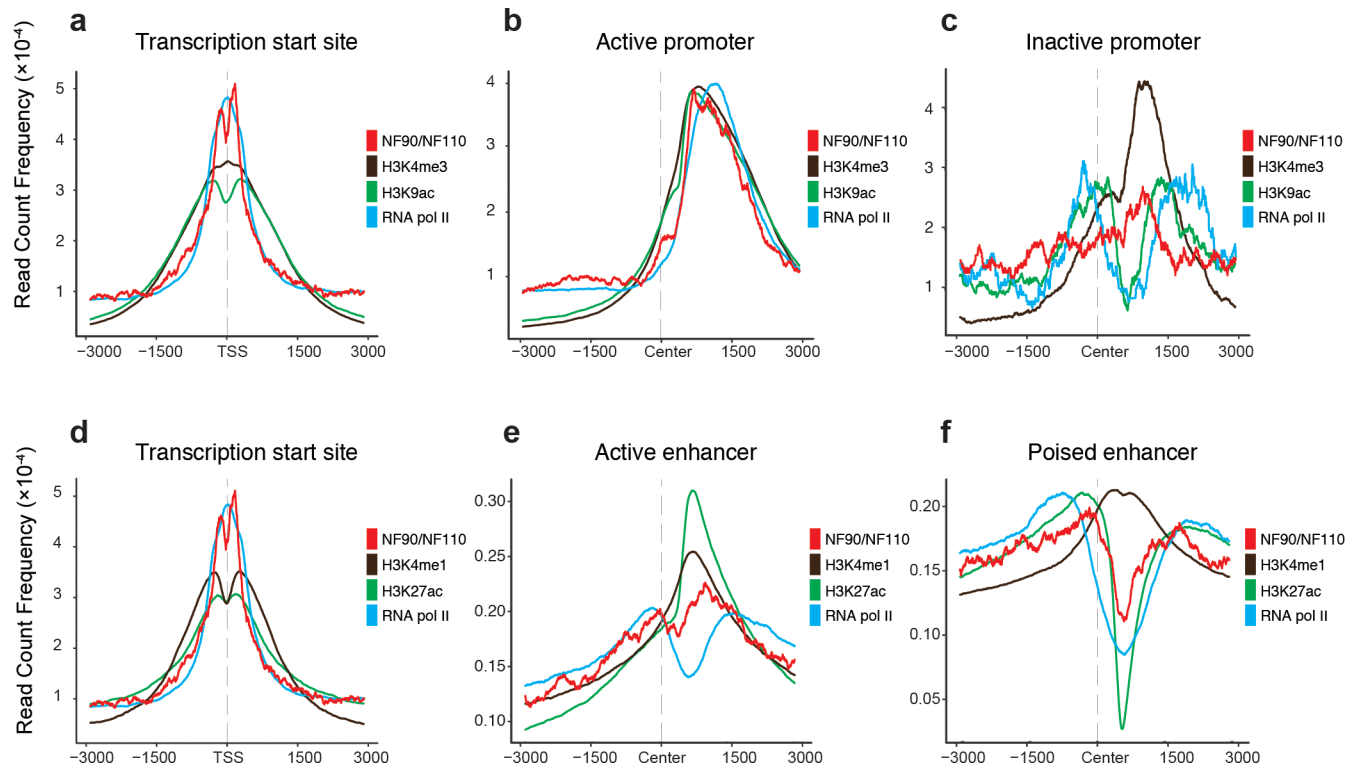 a
Transcription start site
b
Active promoter
c
Inactive promoter
Read Count Frequency (×10⁻⁴)
5
4
3
2
1
−3000 −1500 TSS 1500 3000
NF90/NF110
H3K4me3
H3K9ac
RNA pol II
4
3
2
1
−3000 −1500 Center 1500 3000
NF90/NF110
H3K4me3
H3K9ac
RNA pol II
4
3
2
1
−3000 −1500 Center 1500 3000
NF90/NF110
H3K4me3
H3K9ac
RNA pol II
d
Transcription start site
e
Active enhancer
f
Poised enhancer
Read Count Frequency (×10⁻⁴)
5
4
3
2
1
−3000 −1500 TSS 1500 3000
NF90/NF110
H3K4me1
H3K27ac
RNA pol II
0.30
0.25
0.20
0.15
0.10
−3000 −1500 Center 1500 3000
NF90/NF110
H3K4me1
H3K27ac
RNA pol II
0.20
0.15
0.10
0.05
−3000 −1500 Center 1500 3000
NF90/NF110
H3K4me1
H3K27ac
RNA pol II